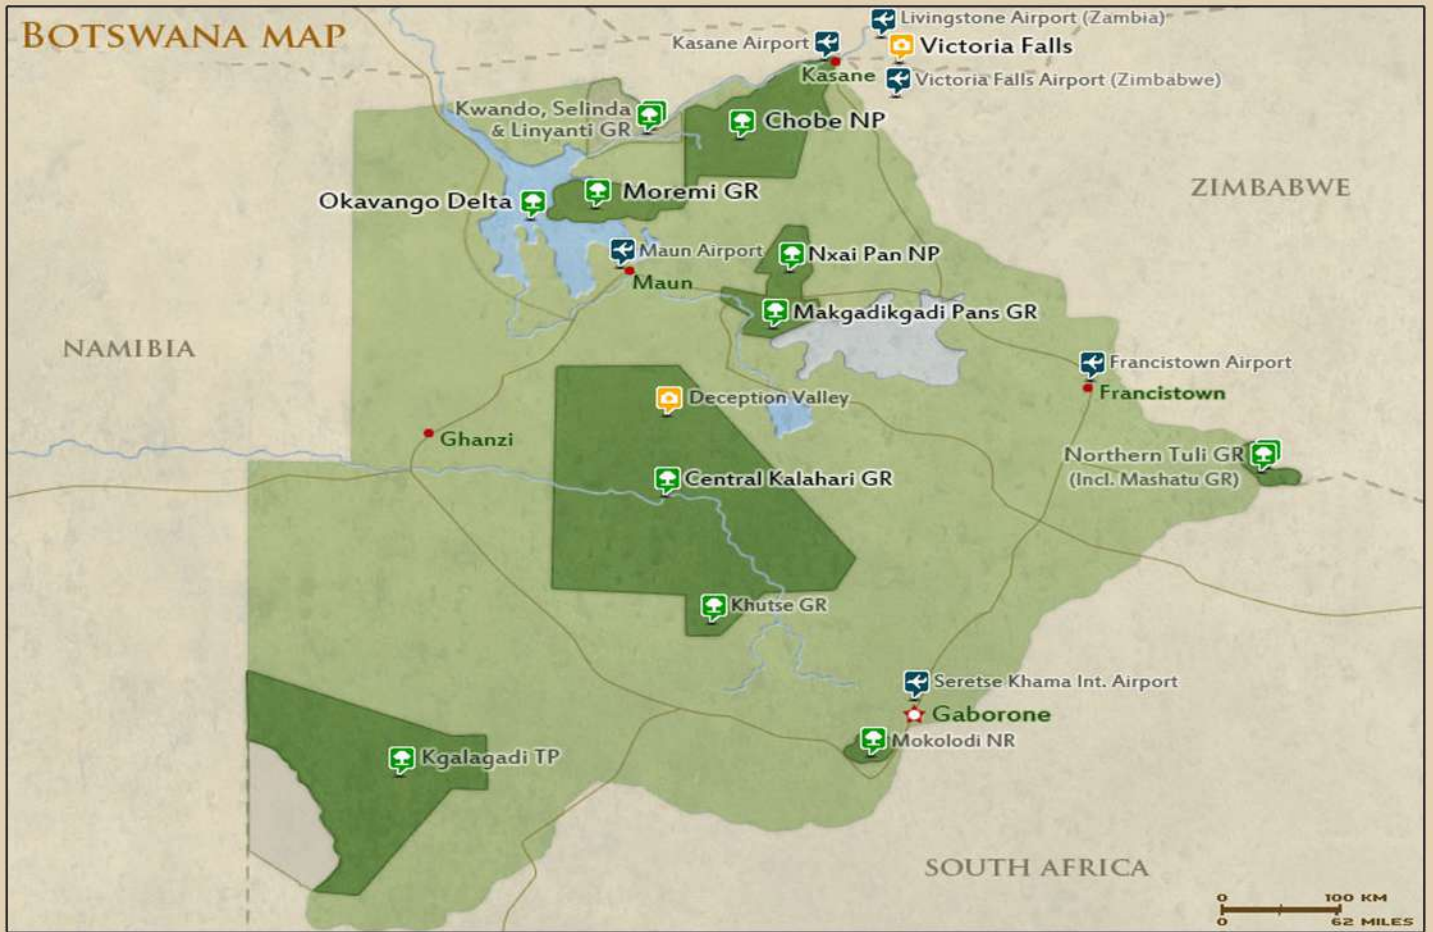 BOTSWANA MAP
Livingstone Airport (Zambia)
Kasane Airport
Victoria Falls
Kasane
Victoria Falls Airport (Zimbabwe)
Kwando, Selinda
& Linyanti GR
Chobe NP
ZIMBABWE
Okavango Delta
Moremi GR
Maun Airport
Nxai Pan NP
Maun
Makgadikgadi Pans GR
NAMIBIA
Francistown Airport
Francistown
Deception Valley
Ghanzi
Northern Tuli GR
(Incl. Mashatu GR)
Central Kalahari GR
Khutse GR
Seretse Khama Int. Airport
Gaborone
Mokolodi NR
Kgalagadi TP
SOUTH AFRICA
0 100 KM
0 62 MILES